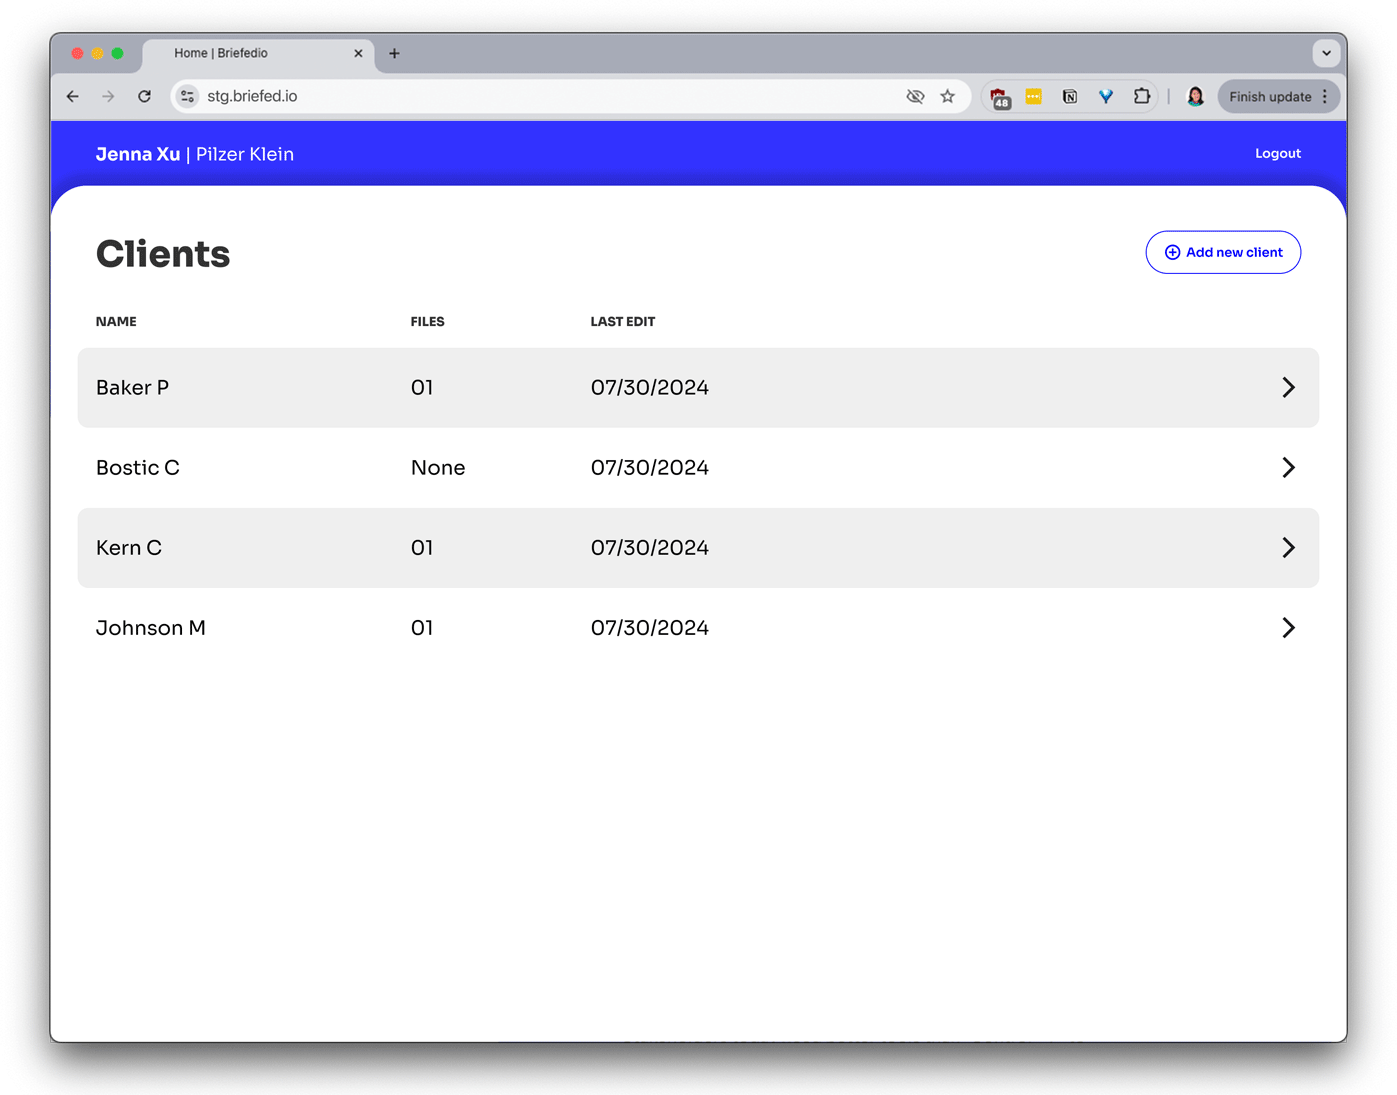 Home | Briefedio
stg.briefed.io
48
Finish update
Jenna Xu | Pilzer Klein
Logout
Clients
Add new client
NAME FILES LAST EDIT
Baker P 01 07/30/2024
Bostic C None 07/30/2024
Kern C 01 07/30/2024
Johnson M 01 07/30/2024